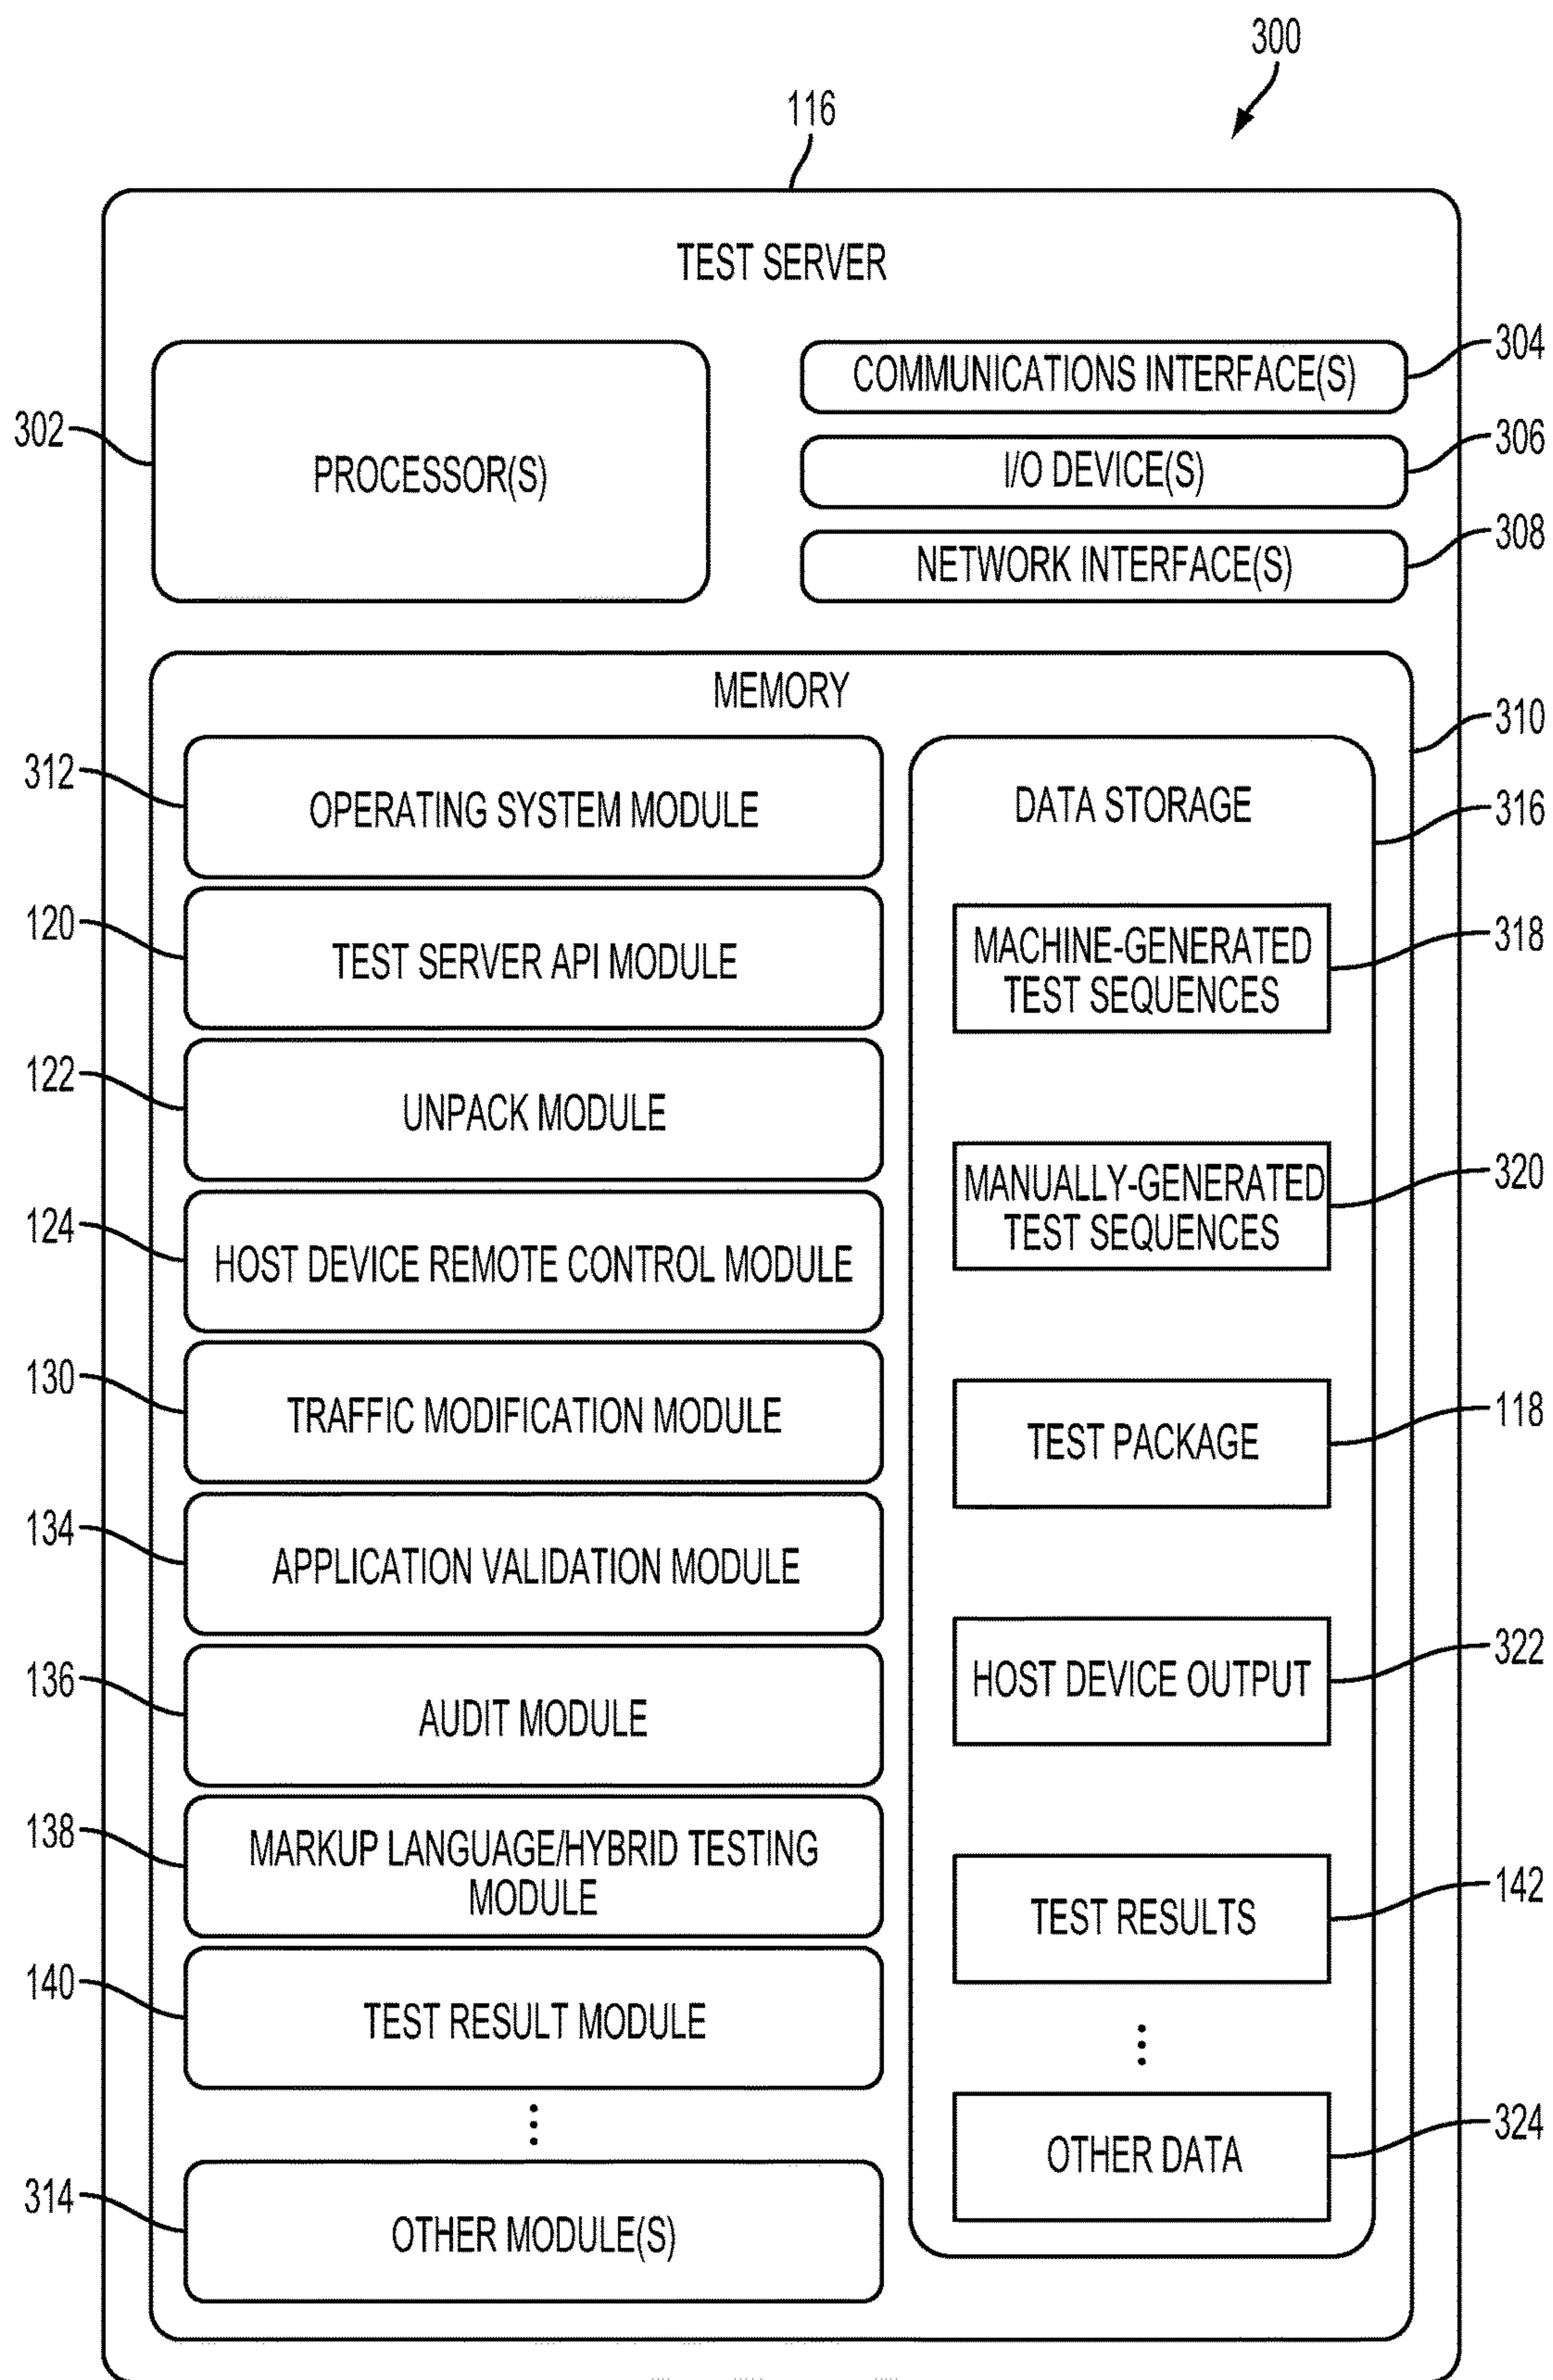 300
116
TEST SERVER
302
PROCESSOR(S)
COMMUNICATIONS INTERFACE(S)
304
I/O DEVICE(S)
306
NETWORK INTERFACE(S)
308
MEMORY
310
312
OPERATING SYSTEM MODULE
120
TEST SERVER API MODULE
122
UNPACK MODULE
124
HOST DEVICE REMOTE CONTROL MODULE
130
TRAFFIC MODIFICATION MODULE
134
APPLICATION VALIDATION MODULE
136
AUDIT MODULE
138
MARKUP LANGUAGE/HYBRID TESTING
MODULE
140
TEST RESULT MODULE
314
OTHER MODULE(S)
DATA STORAGE
316
MACHINE-GENERATED
TEST SEQUENCES
318
MANUALLY-GENERATED
TEST SEQUENCES
320
TEST PACKAGE
118
HOST DEVICE OUTPUT
322
TEST RESULTS
142
OTHER DATA
324